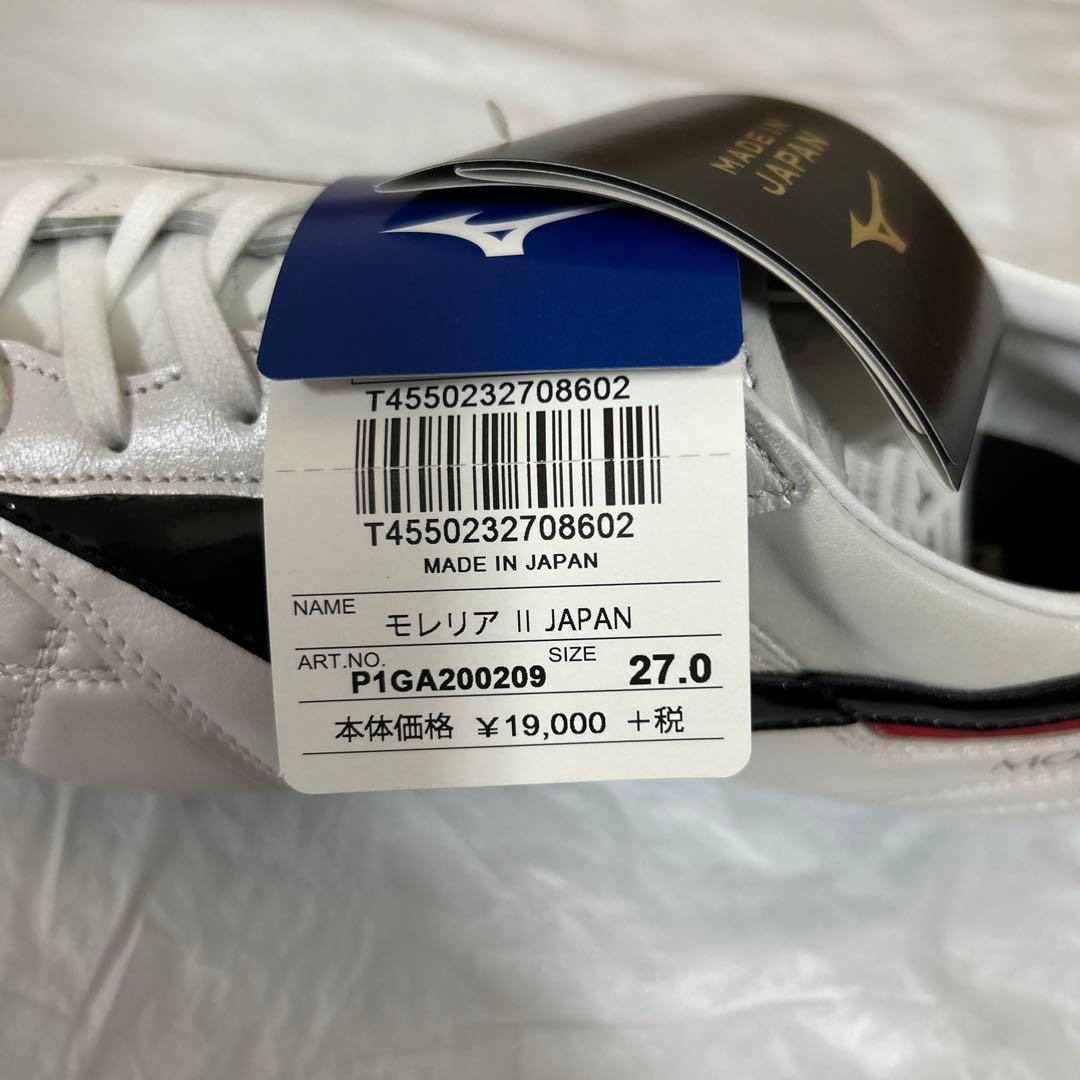 MADE IN
JAPAN
T4550232708602
T4550232708602
MADE IN JAPAN
NAME モレリア II JAPAN
ART.NO. P1GA200209 SIZE 27.0
本体価格 ¥19,000 +税